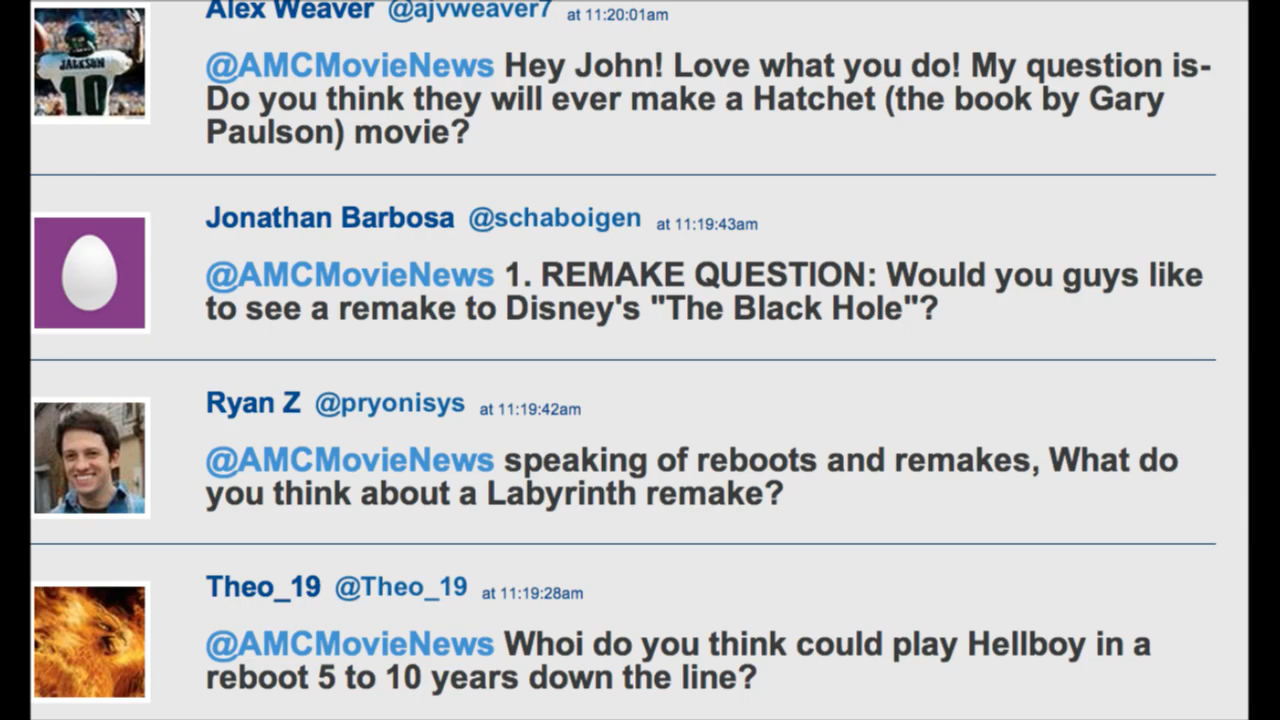 Alex Weaver @ajvweaver7 at 11:20:01am
JACKSON
10
@AMCMovieNews Hey John! Love what you do! My question is-
Do you think they will ever make a Hatchet (the book by Gary
Paulson) movie?
Jonathan Barbosa @schaboigen at 11:19:43am
@AMCMovieNews 1. REMAKE QUESTION: Would you guys like
to see a remake to Disney's "The Black Hole"?
Ryan Z @pryonisys at 11:19:42am
@AMCMovieNews speaking of reboots and remakes, What do
you think about a Labyrinth remake?
Theo_19 @Theo_19 at 11:19:28am
@AMCMovieNews Whoi do you think could play Hellboy in a
reboot 5 to 10 years down the line?